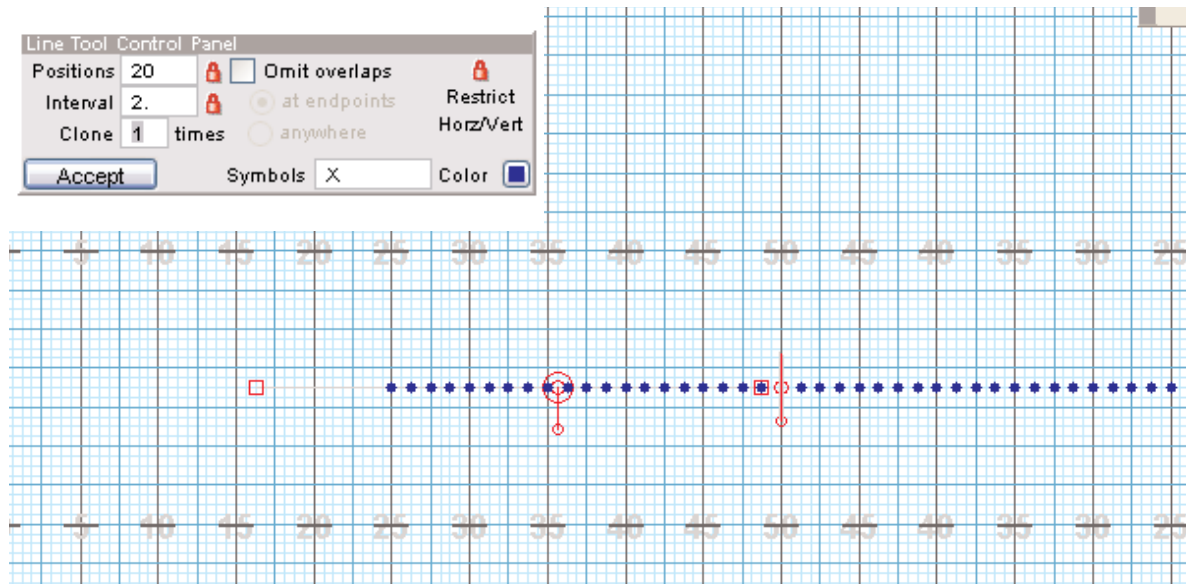 Line Tool Control Panel
Positions 20 Omit overlaps
Interval 2. at endpoints Restrict
Clone 1 times anywhere Horz/Vert
Accept Symbols X Color
5 10 15 20 25 30 35 40 45 50 45 40 35 30 25
5 10 15 20 25 30 35 40 45 50 45 40 35 30 25